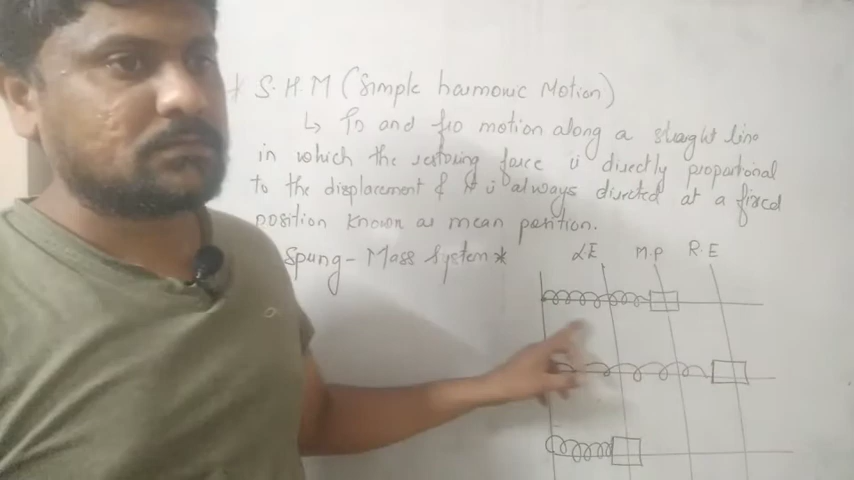 * S.H.M (Simple harmonic Motion)
↳ To and fro motion along a straight line
in which the restoring force is directly proportional
to the displacement & it is always directed at a fixed
position known as mean position.
Spring-Mass System *
L.E M.P R.E